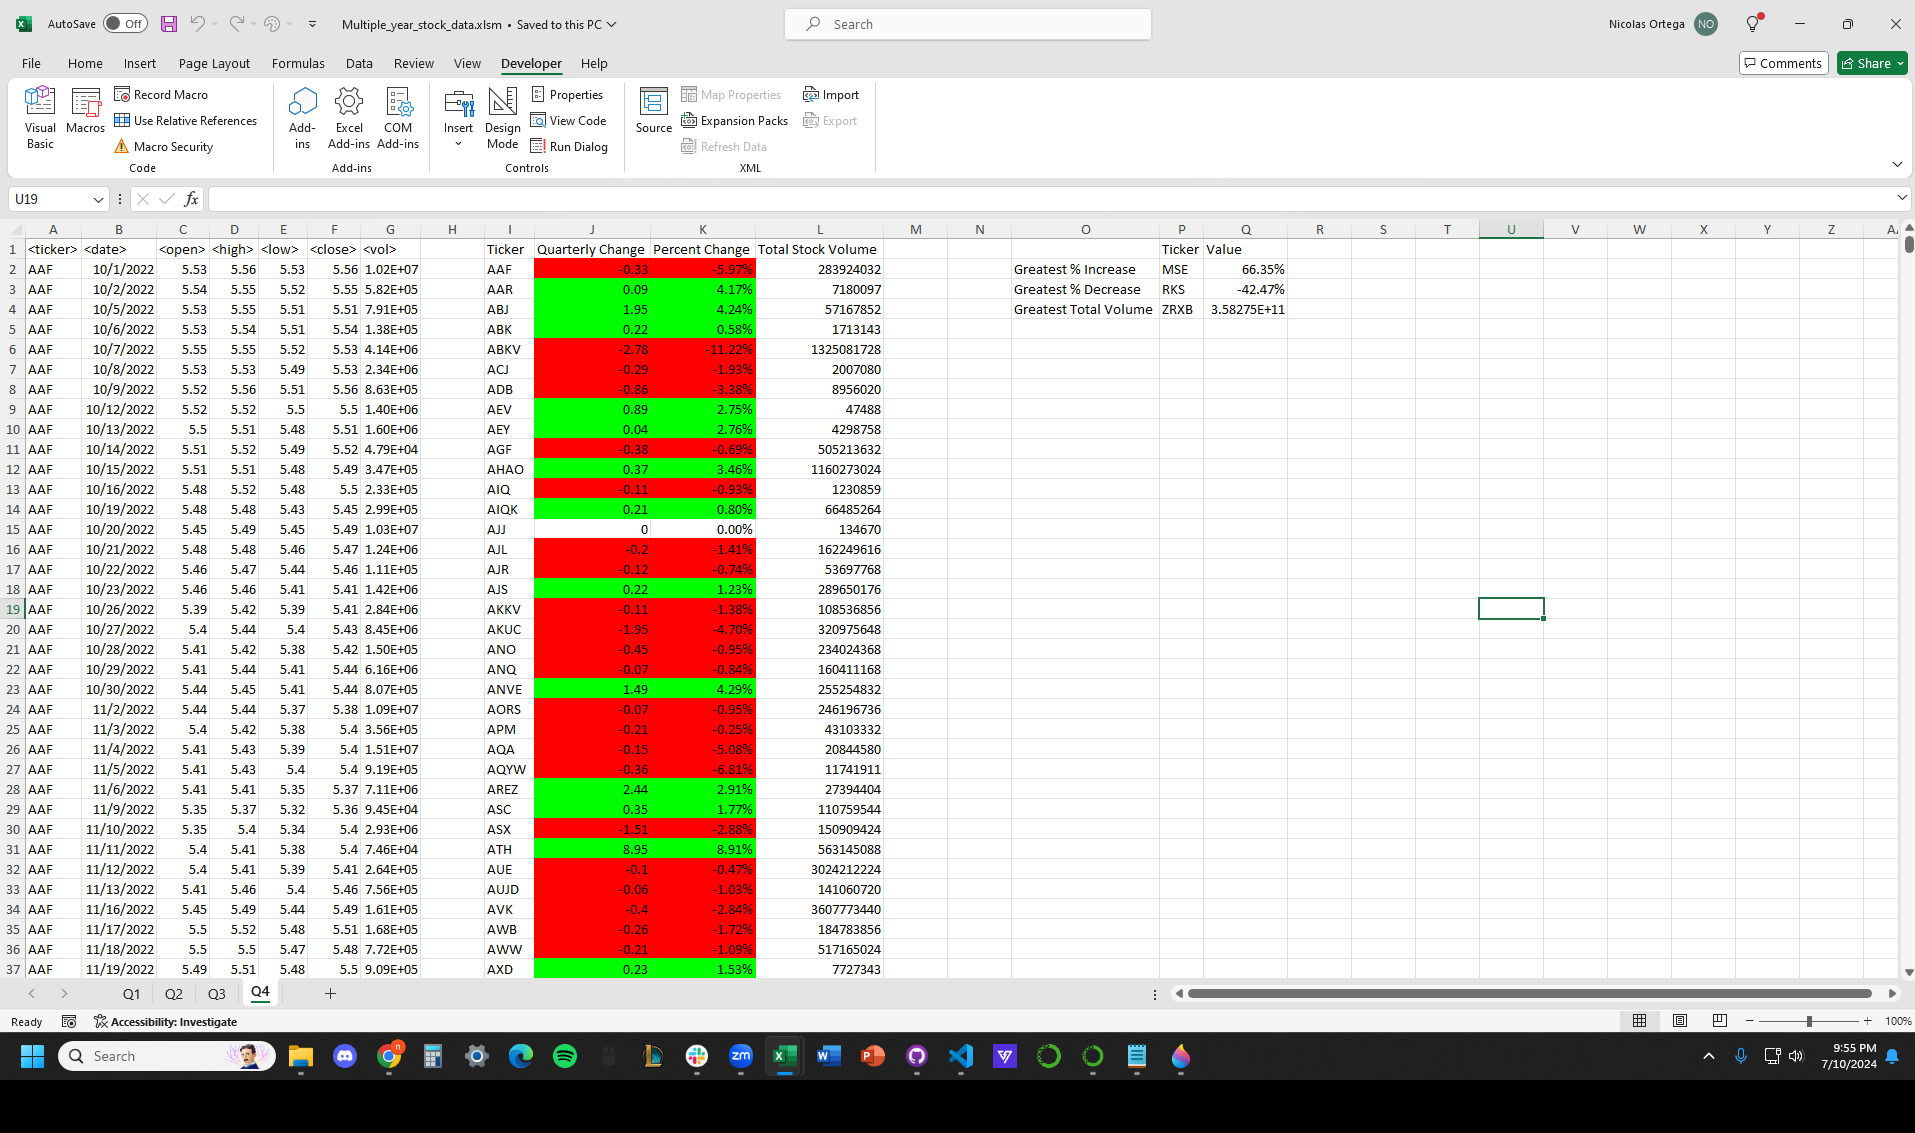 AutoSave Off Multiple_year_stock_data.xlsm • Saved to this PC Search Nicolas Ortega NO
File Home Insert Page Layout Formulas Data Review View Developer Help Comments Share
Visual Basic Macros Record Macro Use Relative References Macro Security Code
Add-ins Excel Add-ins COM Add-ins Add-ins
Insert Design Mode Properties View Code Run Dialog Controls
Source Map Properties Expansion Packs Refresh Data Import Export XML
U19 fx
A B C D E F G H I J K L M N O P Q R S T U V W X Y Z
1 <ticker> <date> <open> <high> <low> <close> <vol> Ticker Quarterly Change Percent Change Total Stock Volume Ticker Value
2 AAF 10/1/2022 5.53 5.56 5.53 5.56 1.02E+07 AAF -0.33 -5.97% 283924032 Greatest % Increase MSE 66.35%
3 AAF 10/2/2022 5.54 5.55 5.52 5.55 5.82E+05 AAR 0.09 4.17% 7180097 Greatest % Decrease RKS -42.47%
4 AAF 10/5/2022 5.53 5.55 5.51 5.51 7.91E+05 ABJ 1.95 4.24% 57167852 Greatest Total Volume ZRXB 3.58275E+11
5 AAF 10/6/2022 5.53 5.54 5.51 5.54 1.38E+05 ABK 0.22 0.58% 1713143
6 AAF 10/7/2022 5.55 5.55 5.52 5.53 4.14E+06 ABKV -2.78 -11.22% 1325081728
7 AAF 10/8/2022 5.53 5.53 5.49 5.53 2.34E+06 ACJ -0.29 -1.93% 2007080
8 AAF 10/9/2022 5.52 5.56 5.51 5.56 8.63E+05 ADB -0.86 -3.38% 8956020
9 AAF 10/12/2022 5.52 5.52 5.5 5.5 1.40E+06 AEV 0.89 2.75% 47488
10 AAF 10/13/2022 5.5 5.51 5.48 5.51 1.60E+06 AEY 0.04 2.76% 4298758
11 AAF 10/14/2022 5.51 5.52 5.49 5.52 4.79E+04 AGF -0.38 -0.69% 505213632
12 AAF 10/15/2022 5.51 5.51 5.48 5.49 3.47E+05 AHAO 0.37 3.46% 1160273024
13 AAF 10/16/2022 5.48 5.52 5.48 5.5 2.33E+05 AIQ -0.11 -0.93% 1230859
14 AAF 10/19/2022 5.48 5.48 5.43 5.45 2.99E+05 AIQK 0.21 0.80% 66485264
15 AAF 10/20/2022 5.45 5.49 5.45 5.49 1.03E+07 AJJ 0 0.00% 134670
16 AAF 10/21/2022 5.48 5.48 5.46 5.47 1.24E+06 AJL -0.2 -1.41% 162249616
17 AAF 10/22/2022 5.46 5.47 5.44 5.46 1.11E+05 AJR -0.12 -0.74% 53697768
18 AAF 10/23/2022 5.46 5.46 5.41 5.41 1.42E+06 AJS 0.22 1.23% 289650176
19 AAF 10/26/2022 5.39 5.42 5.39 5.41 2.84E+06 AKKV -0.11 -1.38% 108536856
20 AAF 10/27/2022 5.4 5.44 5.4 5.43 8.45E+06 AKUC -1.95 -4.70% 320975648
21 AAF 10/28/2022 5.41 5.42 5.38 5.42 1.50E+05 ANO -0.45 -0.95% 234024368
22 AAF 10/29/2022 5.41 5.44 5.41 5.44 6.16E+06 ANQ -0.07 -0.84% 160411168
23 AAF 10/30/2022 5.44 5.45 5.41 5.44 8.07E+05 ANVE 1.49 4.29% 255254832
24 AAF 11/2/2022 5.44 5.44 5.37 5.38 1.09E+07 AORS -0.07 -0.95% 246196736
25 AAF 11/3/2022 5.4 5.42 5.38 5.4 3.56E+05 APM -0.21 -0.25% 43103332
26 AAF 11/4/2022 5.41 5.43 5.39 5.4 1.51E+07 AQA -0.15 -5.08% 20844580
27 AAF 11/5/2022 5.41 5.43 5.4 5.4 9.19E+05 AQYW -0.36 -6.81% 11741911
28 AAF 11/6/2022 5.41 5.41 5.35 5.37 7.11E+06 AREZ 2.44 2.91% 27394404
29 AAF 11/9/2022 5.35 5.37 5.32 5.36 9.45E+04 ASC 0.35 1.77% 110759544
30 AAF 11/10/2022 5.35 5.4 5.34 5.4 2.93E+06 ASX -1.51 -2.88% 150909424
31 AAF 11/11/2022 5.4 5.41 5.38 5.4 7.46E+04 ATH 8.95 8.91% 563145088
32 AAF 11/12/2022 5.4 5.41 5.39 5.41 2.64E+05 AUE -0.1 -0.47% 3024212224
33 AAF 11/13/2022 5.41 5.46 5.4 5.46 7.56E+05 AUJD -0.06 -1.03% 141060720
34 AAF 11/16/2022 5.45 5.49 5.44 5.49 1.61E+05 AVK -0.4 -2.84% 3607773440
35 AAF 11/17/2022 5.5 5.52 5.48 5.51 1.68E+05 AWB -0.26 -1.72% 184783856
36 AAF 11/18/2022 5.5 5.5 5.47 5.48 7.72E+05 AWW -0.21 -1.09% 517165024
37 AAF 11/19/2022 5.49 5.51 5.48 5.5 9.09E+05 AXD 0.23 1.53% 7727343
Q1 Q2 Q3 Q4
Ready Accessibility: Investigate 100%
Search 9:55 PM
7/10/2024